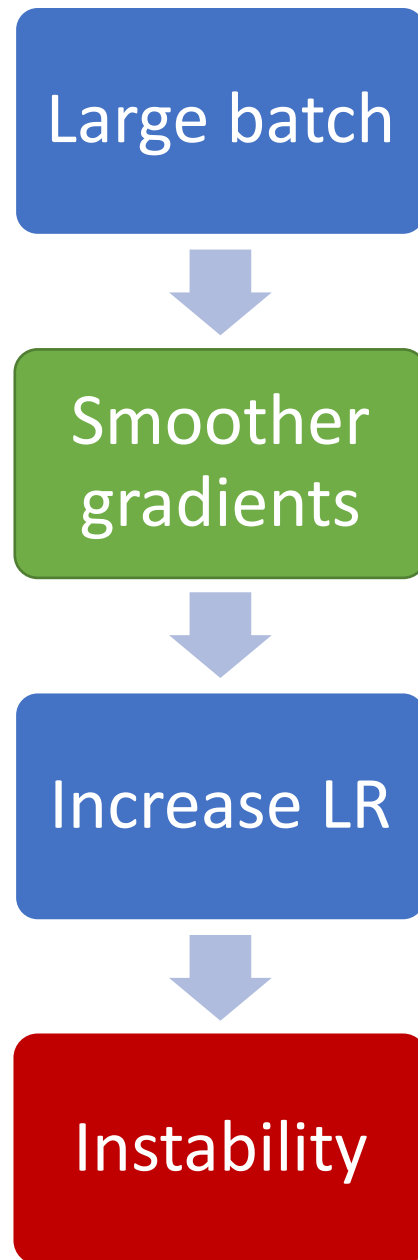 Large batch
Smoother
gradients
Increase LR
Instability